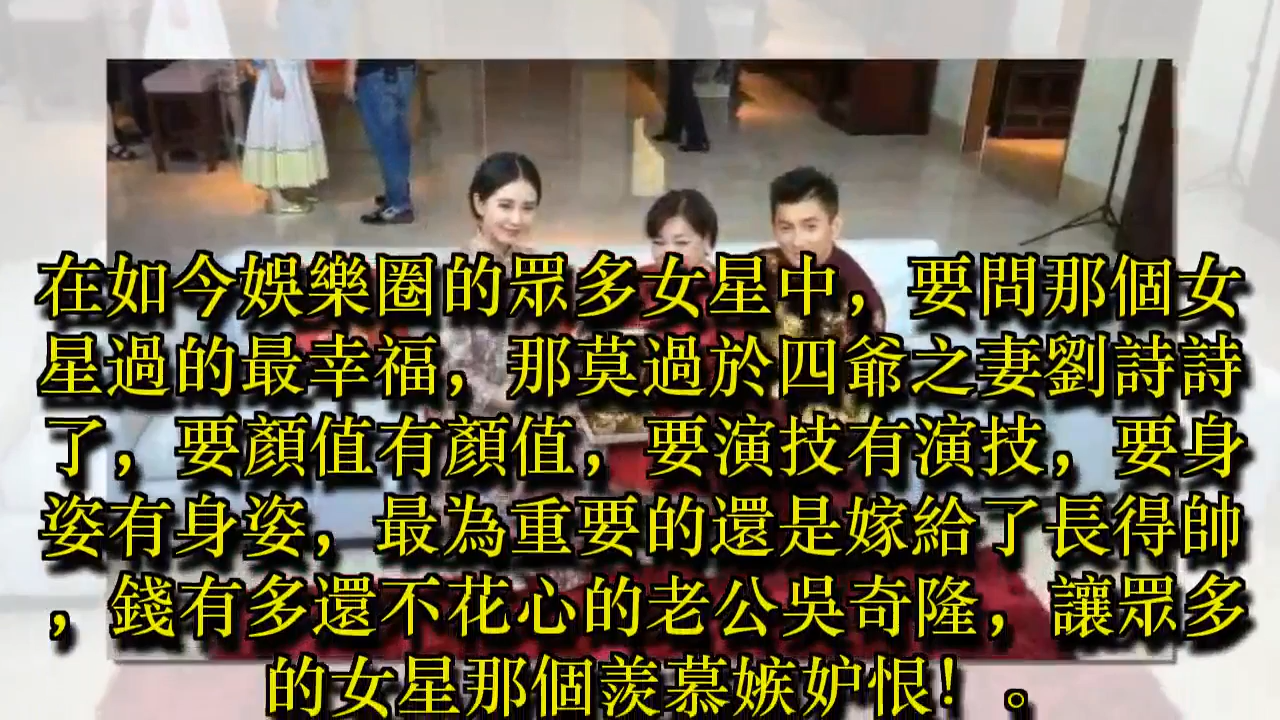 在如今娛樂圈的眾多女星中，要問那個女
星過的最幸福，那莫過於四爺之妻劉詩詩
了，要顏值有顏值，要演技有演技，要身
姿有身姿，最為重要的還是嫁給了長得帥
，錢有多還不花心的老公吳奇隆，讓眾多
的女星那個羨慕嫉妒恨！。